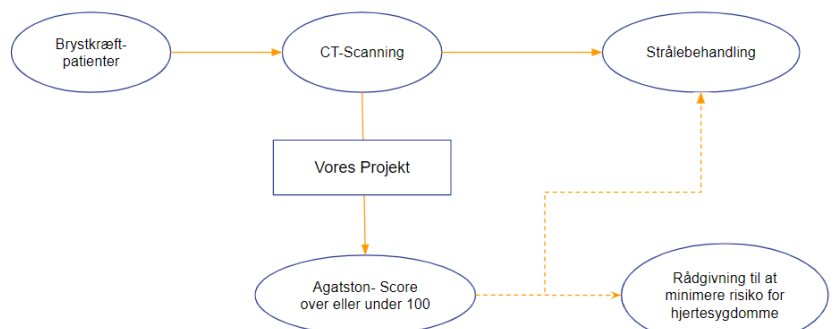 Brystkræft-
patienter
CT-Scanning
Strålebehandling
Vores Projekt
Agatston- Score
over eller under 100
Rådgivning til at
minimere risiko for
hjertesygdomme